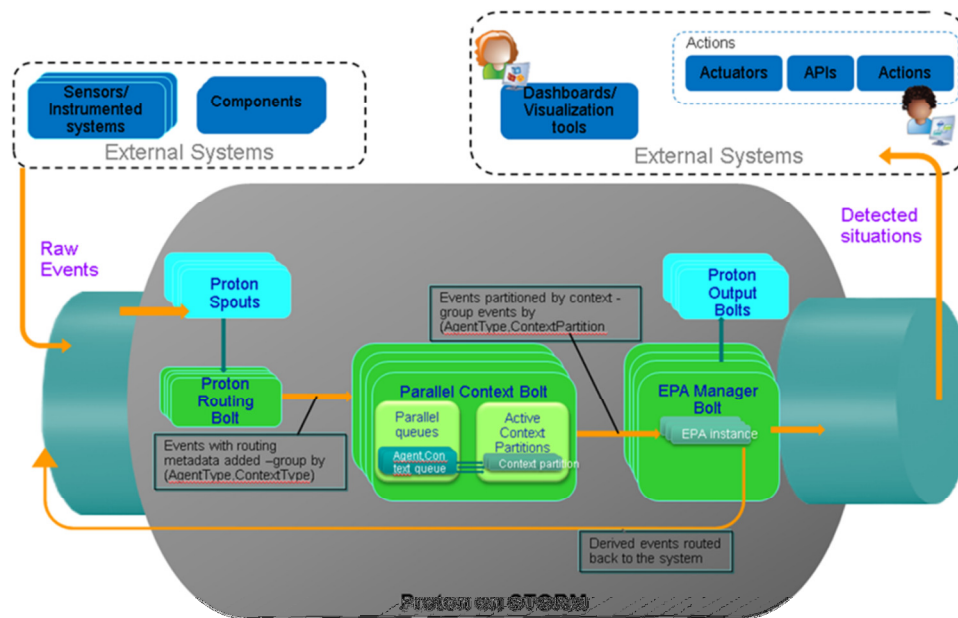 Actions
Sensors/
Instrumented
systems
Components
External Systems
Dashboards/
Visualization
tools
Actuators
APIs
Actions
External Systems
Raw
Events
Detected
situations
Proton
Spouts
Events partitioned by context -
group events by
(AgentType,ContextPartition
Proton
Output
Bolts
Proton
Routing
Bolt
Parallel Context Bolt
Parallel
queues
Agent,Con
text queue
Active
Context
Partitions
Context partition
EPA Manager
Bolt
EPA instance
Events with routing
metadata added –group by
(AgentType,ContextType)
Derived events routed
back to the system
Proton on STORM